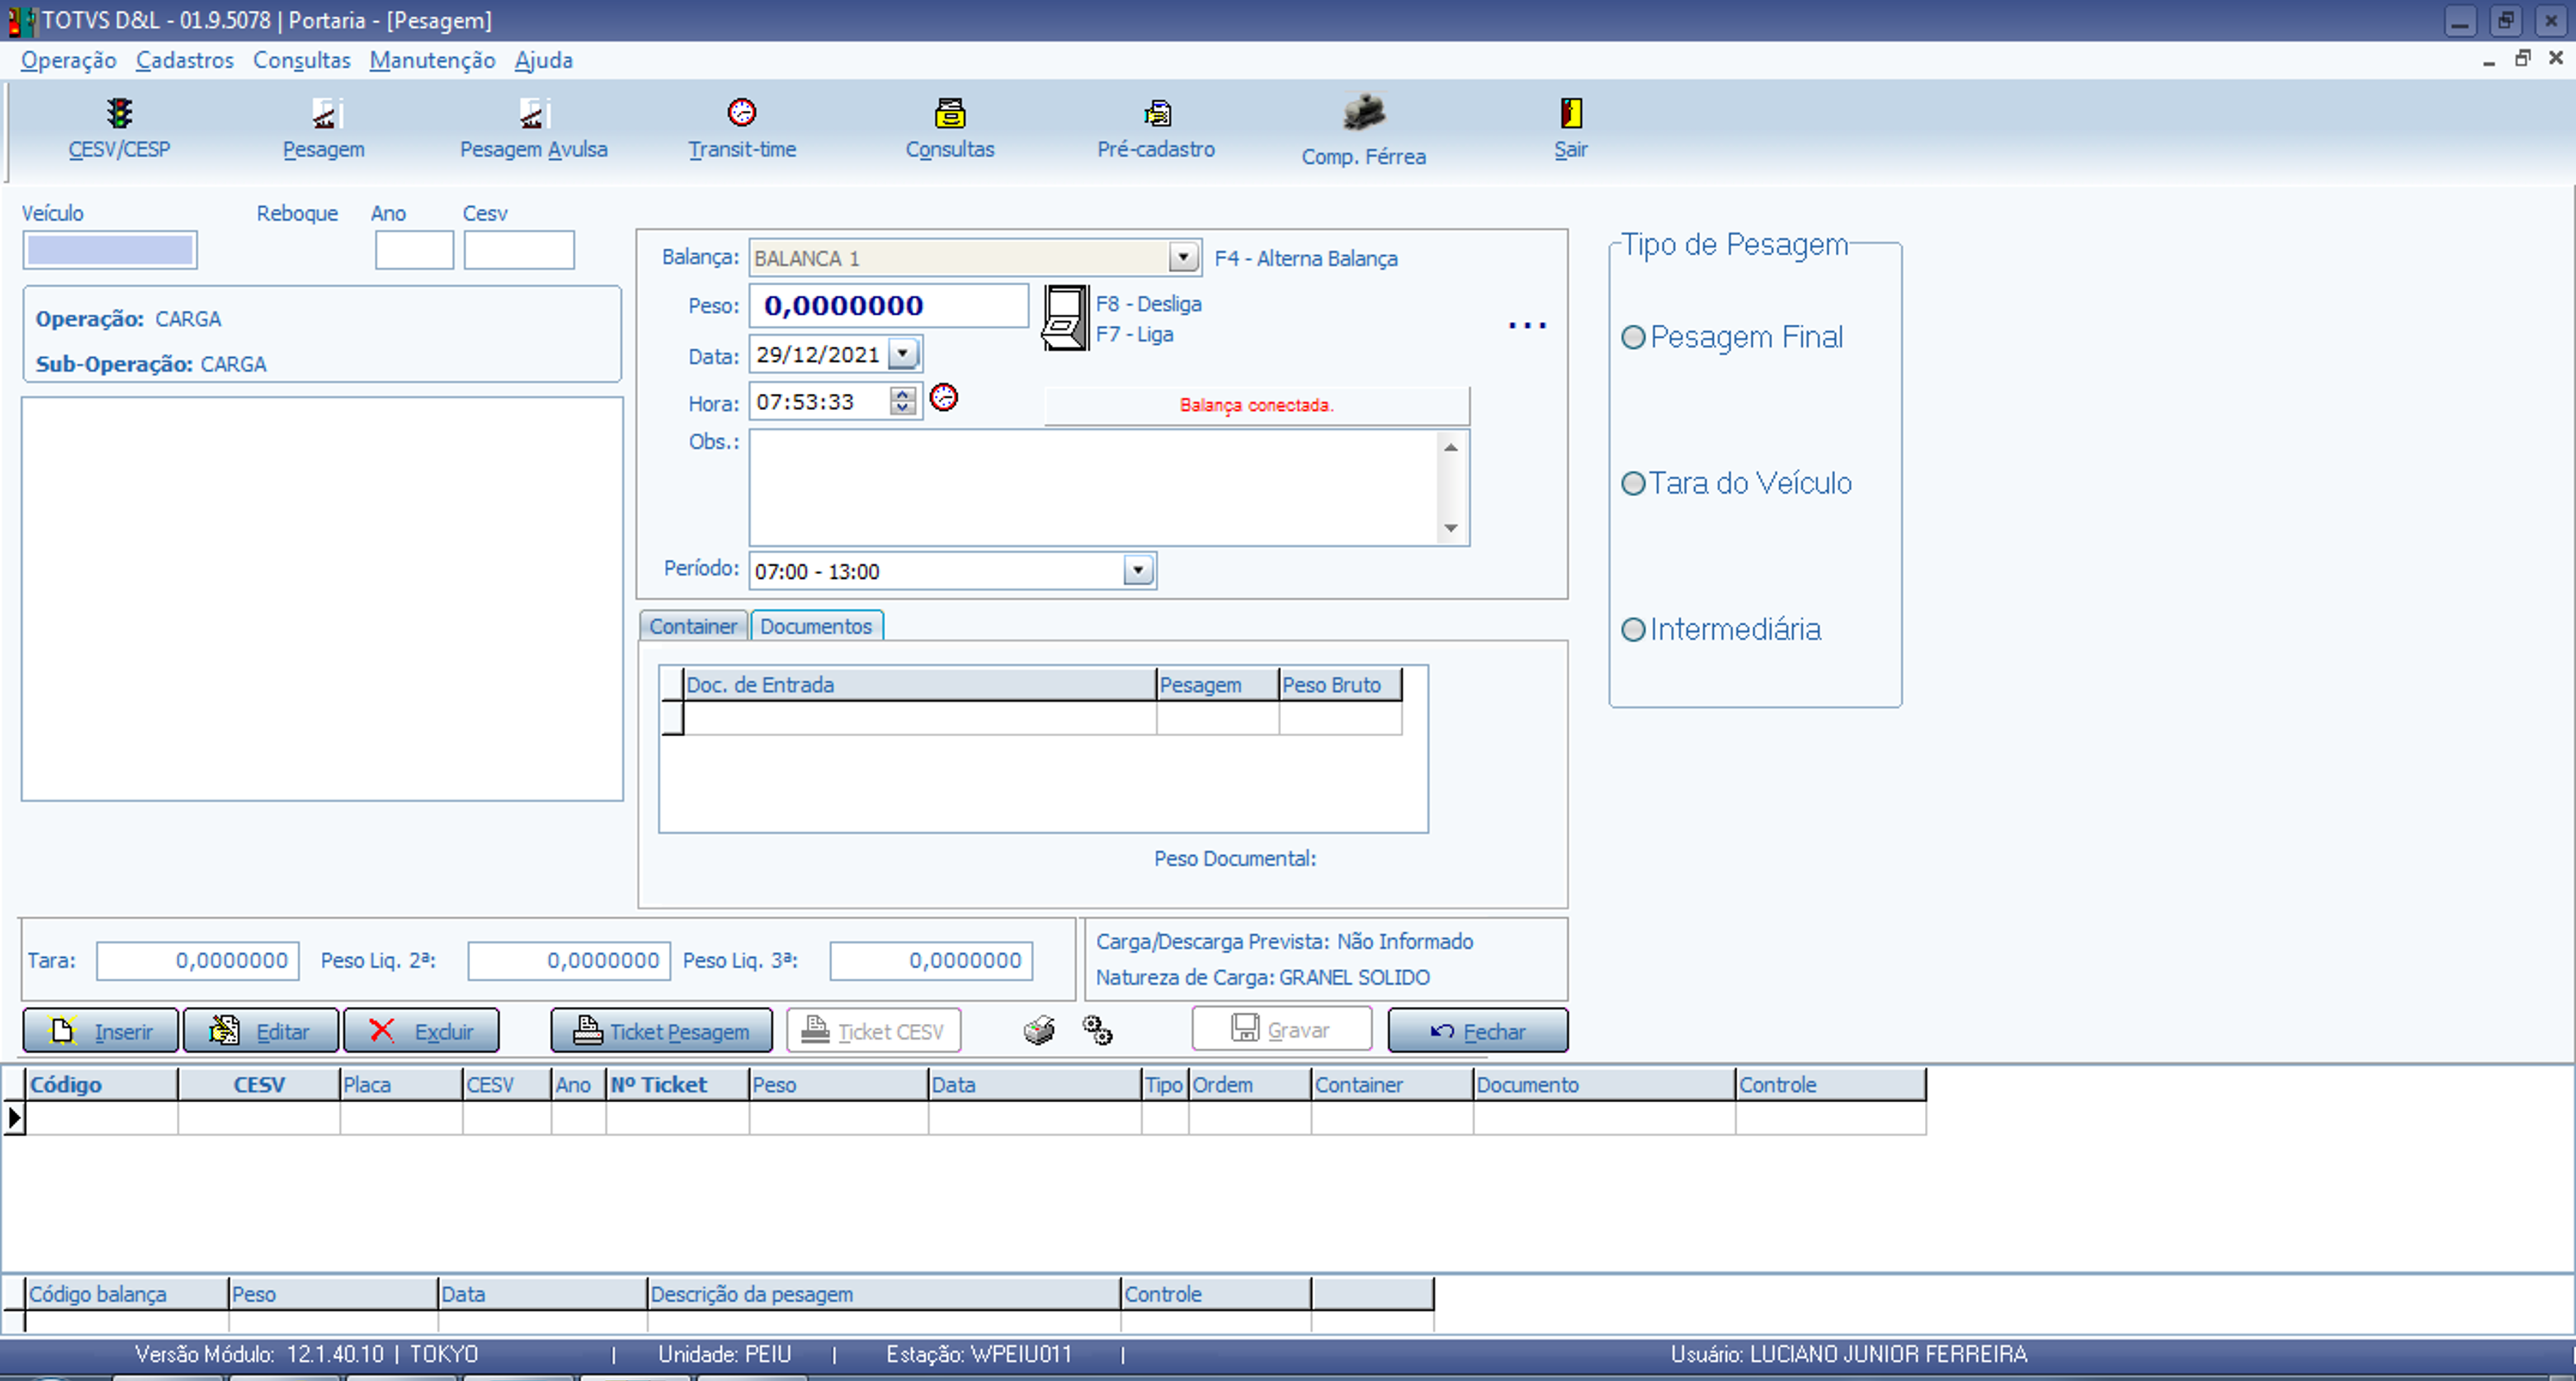 TOTVS D&L - 01.9.5078 | Portaria - [Pesagem]
Operação Cadastros Consultas Manutenção Ajuda
CESV/CESP Pesagem Pesagem Avulsa Transit-time Consultas Pré-cadastro Comp. Férrea Sair
Veículo Reboque Ano Cesv
Operação: CARGA
Sub-Operação: CARGA
Balança: BALANCA 1 F4 - Alterna Balança
Peso: 0,0000000 F8 - Desliga
F7 - Liga
...
Data: 29/12/2021
Hora: 07:53:33
Balança conectada.
Obs.:
Período: 07:00 - 13:00
Tipo de Pesagem
Pesagem Final
Tara do Veículo
Intermediária
Container Documentos
Doc. de Entrada Pesagem Peso Bruto
Peso Documental:
Tara: 0,0000000 Peso Liq. 2ª: 0,0000000 Peso Liq. 3ª: 0,0000000
Carga/Descarga Prevista: Não Informado
Natureza de Carga: GRANEL SOLIDO
Inserir Editar Excluir Ticket Pesagem Ticket CESV Gravar Fechar
Código CESV Placa CESV Ano Nº Ticket Peso Data Tipo Ordem Container Documento Controle
Código balança Peso Data Descrição da pesagem Controle
Versão Módulo: 12.1.40.10 | TOKYO | Unidade: PEIU | Estação: WPEIU011 | Usuário: LUCIANO JUNIOR FERREIRA